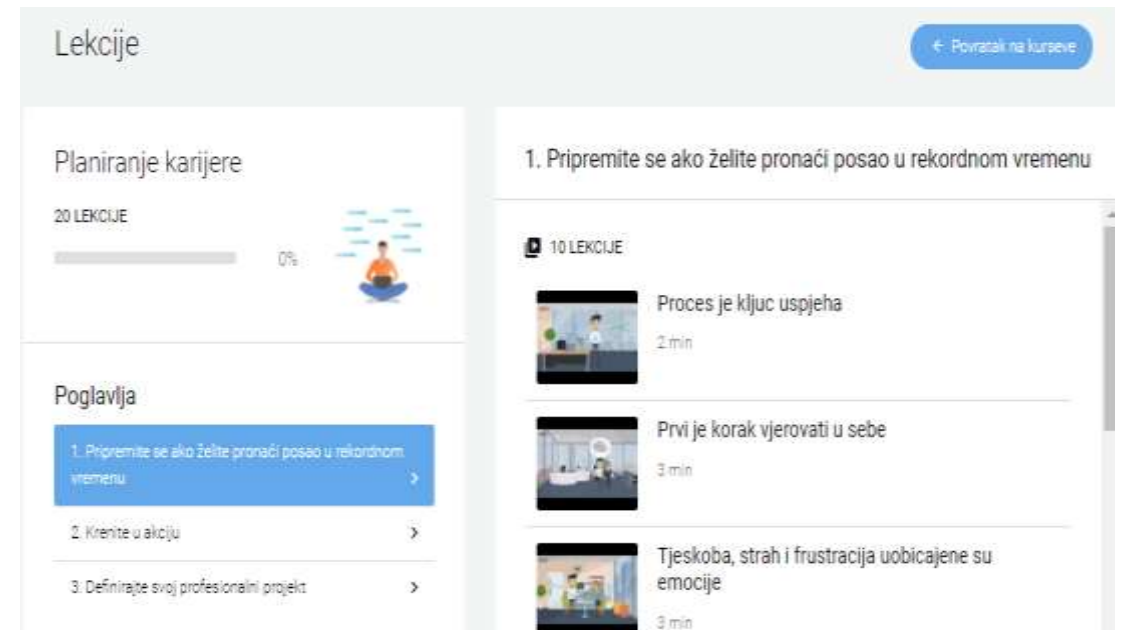 Lekcije
← Povratak na kurseve
Planiranje karijere
20 LEKCIJE
0%
Poglavlja
1. Pripremite se ako želite pronaći posao u rekordnom
vremenu
2. Krenite u akciju
3. Definirajte svoj profesionalni projekt
1. Pripremite se ako želite pronaći posao u rekordnom vremenu
10 LEKCIJE
Proces je kljuc uspjeha
2 min
Prvi je korak vjerovati u sebe
3 min
Tjeskoba, strah i frustracija uobicajene su
emocije
3 min